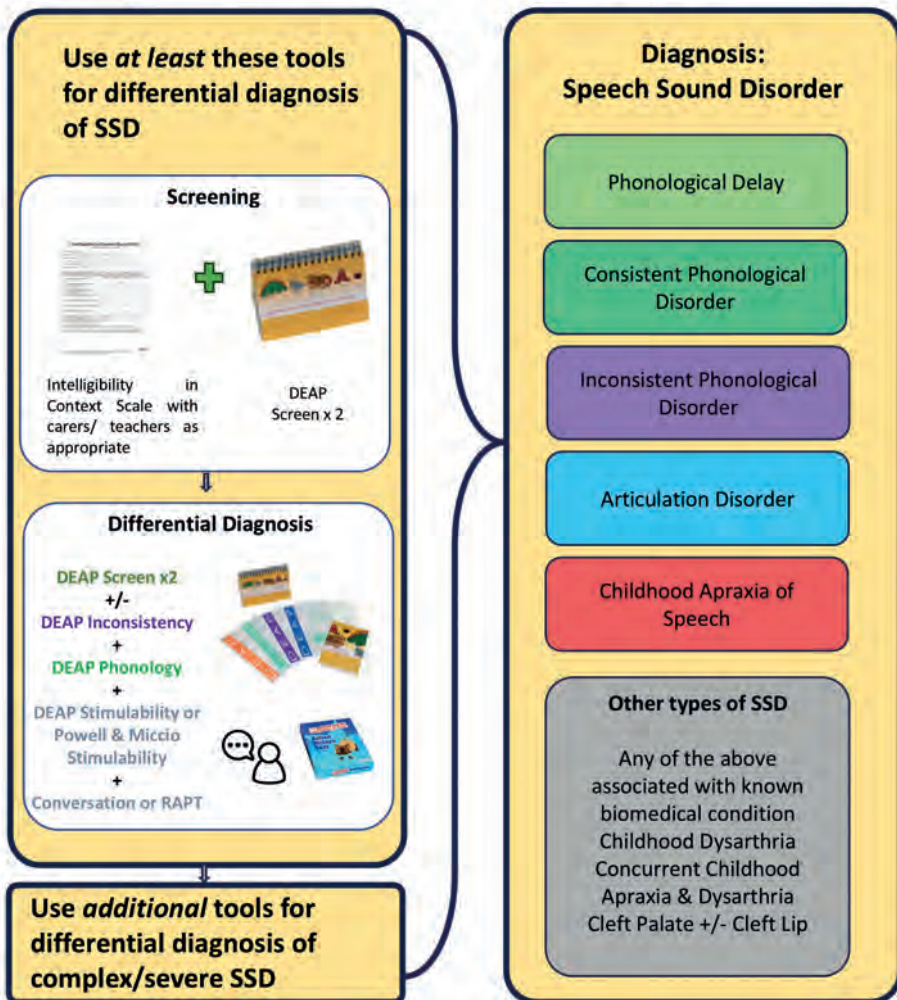 Use at least these tools
for differential diagnosis
of SSD
Screening
Intelligibility in
Context Scale with
carers/ teachers as
appropriate
DEAP
Screen x 2
Differential Diagnosis
DEAP Screen x2
+/-
DEAP Inconsistency
+
DEAP Phonology
+
DEAP Stimulability or
Powell & Miccio
Stimulability
+
Conversation or RAPT
Use additional tools for
differential diagnosis of
complex/severe SSD
Diagnosis:
Speech Sound Disorder
Phonological Delay
Consistent Phonological
Disorder
Inconsistent Phonological
Disorder
Articulation Disorder
Childhood Apraxia of
Speech
Other types of SSD
Any of the above
associated with known
biomedical condition
Childhood Dysarthria
Concurrent Childhood
Apraxia & Dysarthria
Cleft Palate +/- Cleft Lip